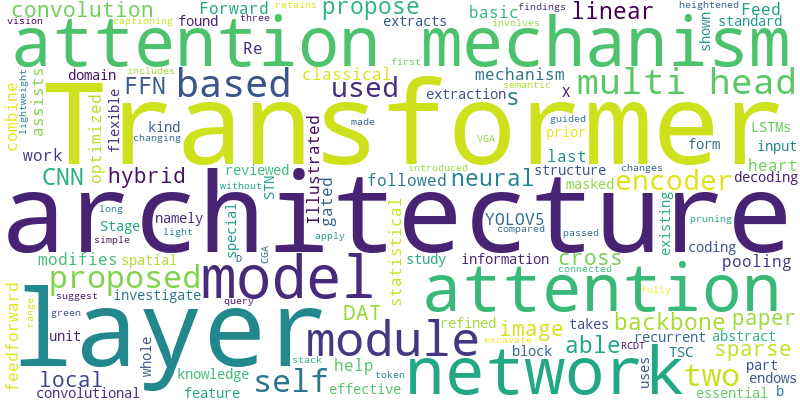 convolution Forward propose basic linear vision captioning retains three findings involves heightened Feed standard shown
attention mechanism
found extracts Re first
domain FFN based classical used mechanism extraction s X multi head
combine lightweight assists includes
Transformer
kind optimized flexible changing semantic VGA guided prior LSTMs
work made introduced form input
CNN hybrid reviewed Illustrated followed neural last structure masked encoder heart decoding
architecture
namely special STN without gated YOLOV5 compared changes passed existing pruning
long Stage simple light CGA apply statistical information cross coding
modifies spatial study pooling
proposed model attention
feedforward range suggest investigate D query green connected fully
layer DAT refined image backbone paper
unit whole module able takes recurrent abstract
local knowledge self help block RCDT TSC sparse
convolutional feature stack effective token network excavate uses two essential part endows b